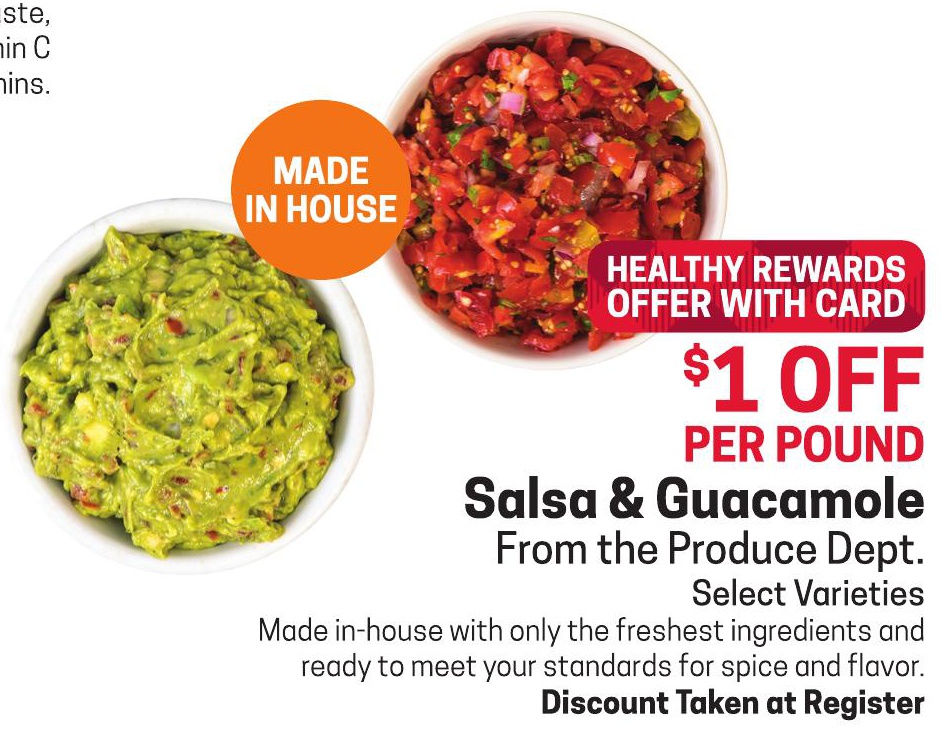 MADE
IN HOUSE
HEALTHY REWARDS
OFFER WITH CARD
$1 OFF
PER POUND
Salsa & Guacamole
From the Produce Dept.
Select Varieties
Made in-house with only the freshest ingredients and
ready to meet your standards for spice and flavor.
Discount Taken at Register